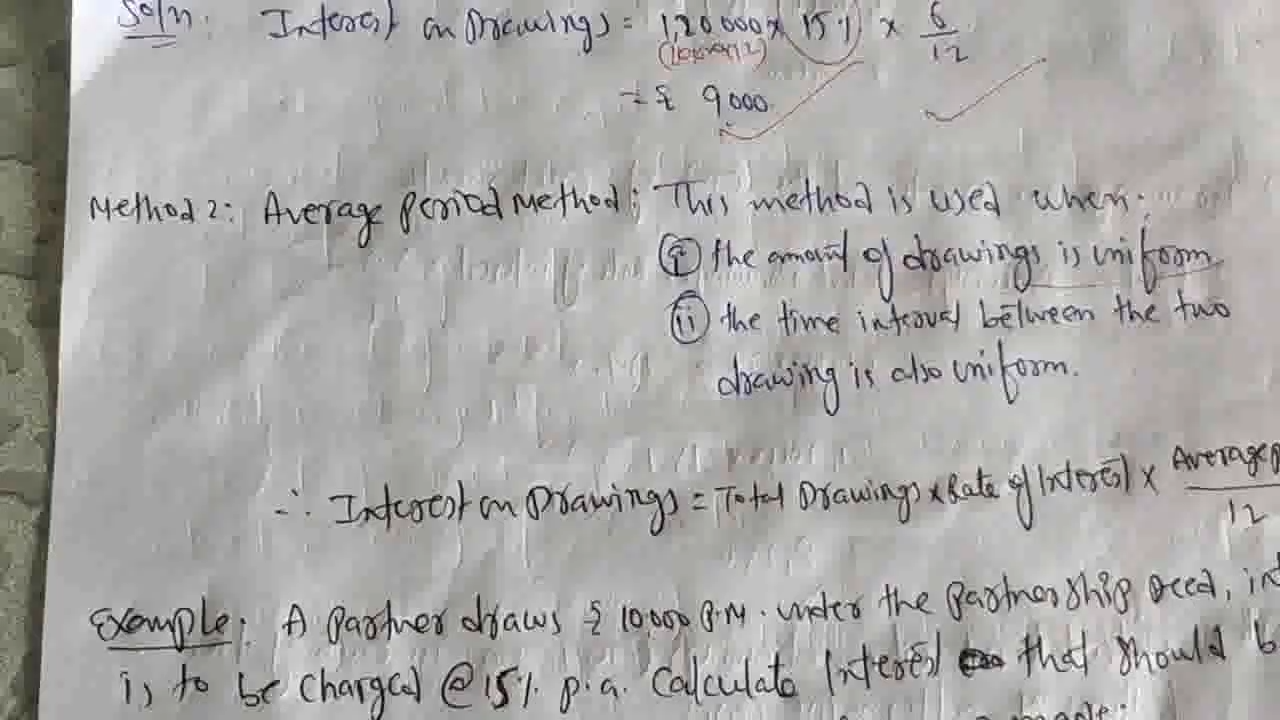 Soln: Interest on Drawings = 1,20,000 x 15% x 6/12
(10,000x12)
= ₹ 9000
Method 2: Average Period Method: This method is used when:
(i) the amount of drawings is uniform
(ii) the time interval between the two
drawing is also uniform.
∴ Interest on Drawings = Total Drawings x Rate of Interest x Average P/12
Example: A Partner draws ₹ 10,000 P.M. under the Partnership Deed, int
is to be charged @ 15% p.a. Calculate Interest that should b